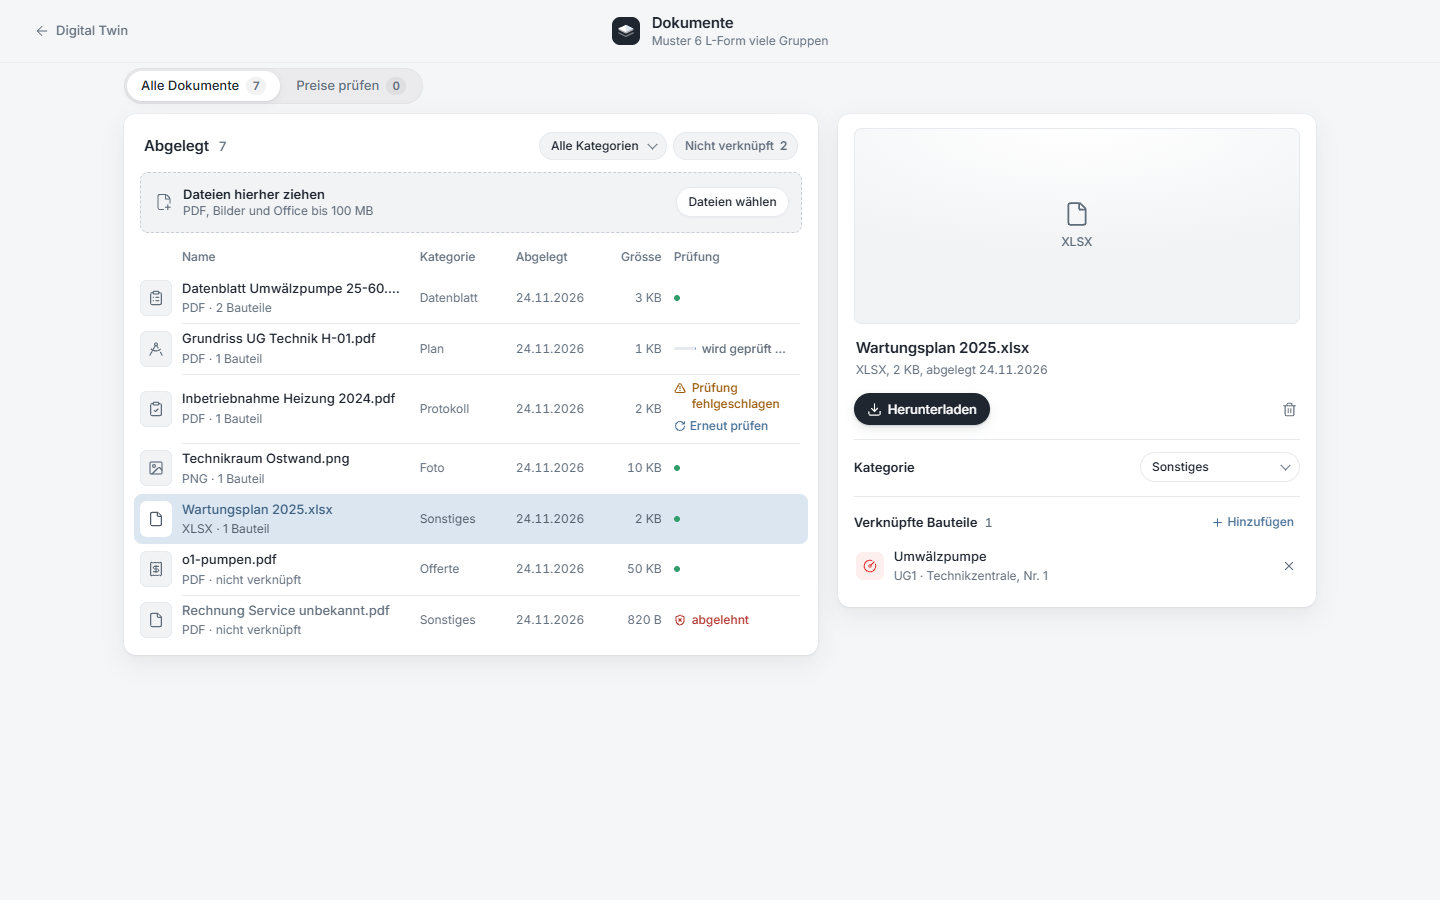 Digital Twin
Dokumente
Muster 6 L-Form viele Gruppen
Alle Dokumente 7
Preise prüfen 0
Abgelegt 7
Alle Kategorien
Nicht verknüpft 2
Dateien hierher ziehen
PDF, Bilder und Office bis 100 MB
Dateien wählen
Name Kategorie Abgelegt Grösse Prüfung
Datenblatt Umwälzpumpe 25-60....
PDF · 2 Bauteile
Datenblatt 24.11.2026 3 KB
Grundriss UG Technik H-01.pdf
PDF · 1 Bauteil
Plan 24.11.2026 1 KB wird geprüft ...
Inbetriebnahme Heizung 2024.pdf
PDF · 1 Bauteil
Protokoll 24.11.2026 2 KB
Prüfung
fehlgeschlagen
Erneut prüfen
Technikraum Ostwand.png
PNG · 1 Bauteil
Foto 24.11.2026 10 KB
Wartungsplan 2025.xlsx
XLSX · 1 Bauteil
Sonstiges 24.11.2026 2 KB
o1-pumpen.pdf
PDF · nicht verknüpft
Offerte 24.11.2026 50 KB
Rechnung Service unbekannt.pdf
PDF · nicht verknüpft
Sonstiges 24.11.2026 820 B abgelehnt
XLSX
Wartungsplan 2025.xlsx
XLSX, 2 KB, abgelegt 24.11.2026
Herunterladen
Kategorie
Sonstiges
Verknüpfte Bauteile 1
Hinzufügen
Umwälzpumpe
UG1 · Technikzentrale, Nr. 1